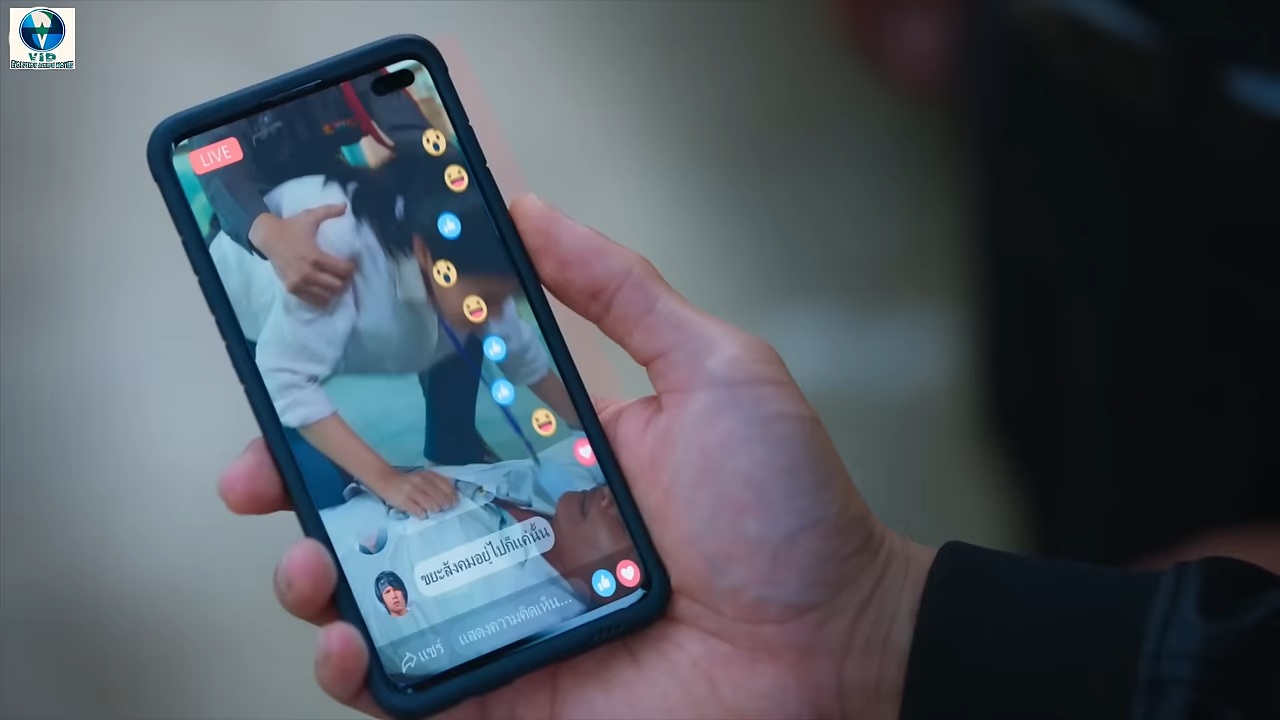 ViP
LIVE
ขยะสังคมอยู่ไปก็แค่นั้น
แสดงความคิดเห็น...
แชร์